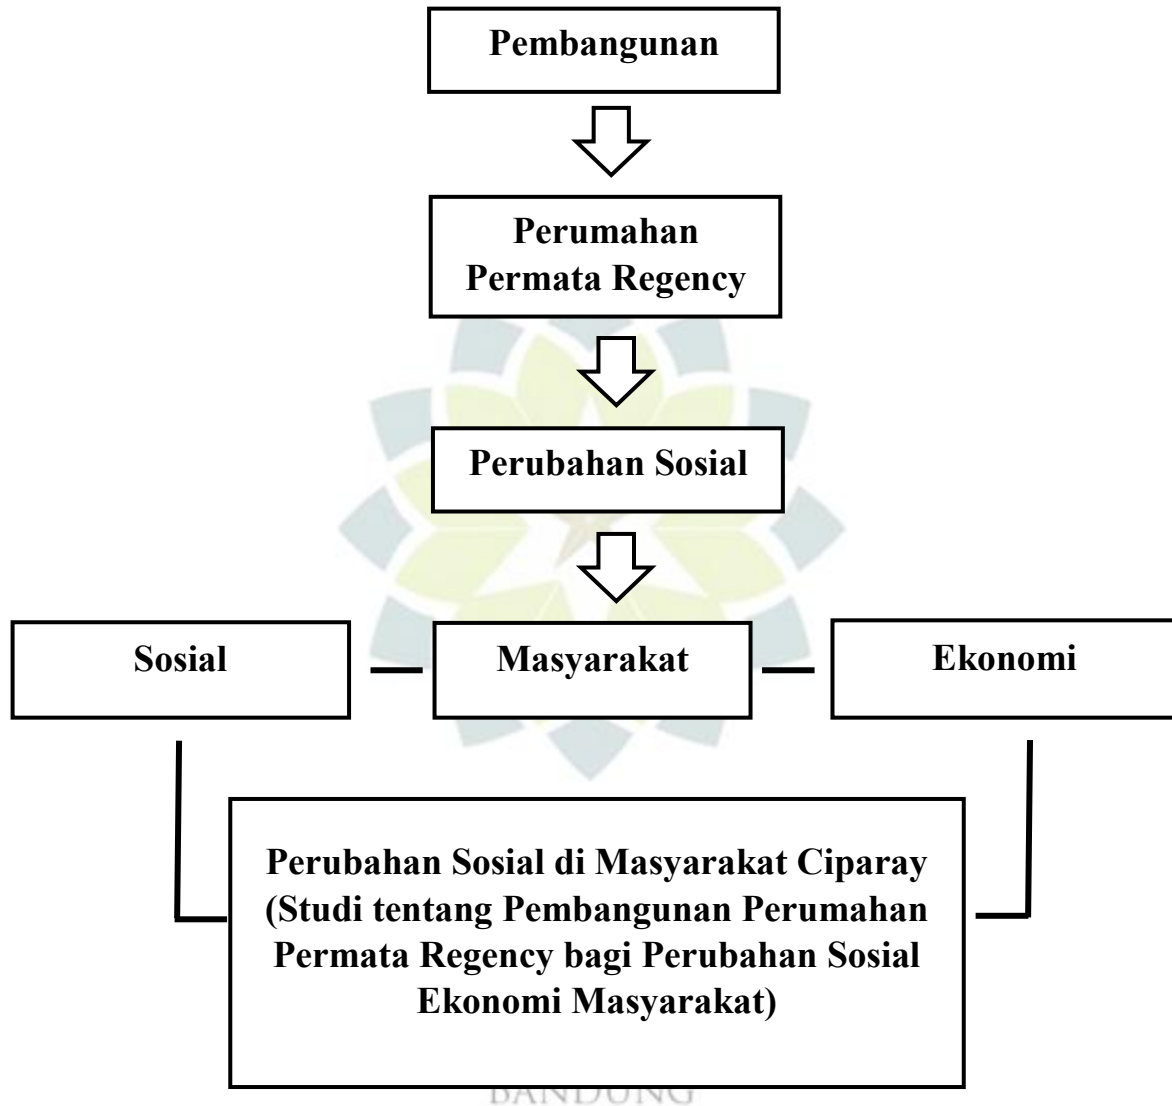 Pembangunan
Perumahan
Permata Regency
Perubahan Sosial
Sosial
Masyarakat
Ekonomi
Perubahan Sosial di Masyarakat Ciparay
(Studi tentang Pembangunan Perumahan
Permata Regency bagi Perubahan Sosial
Ekonomi Masyarakat)
BANDUNG